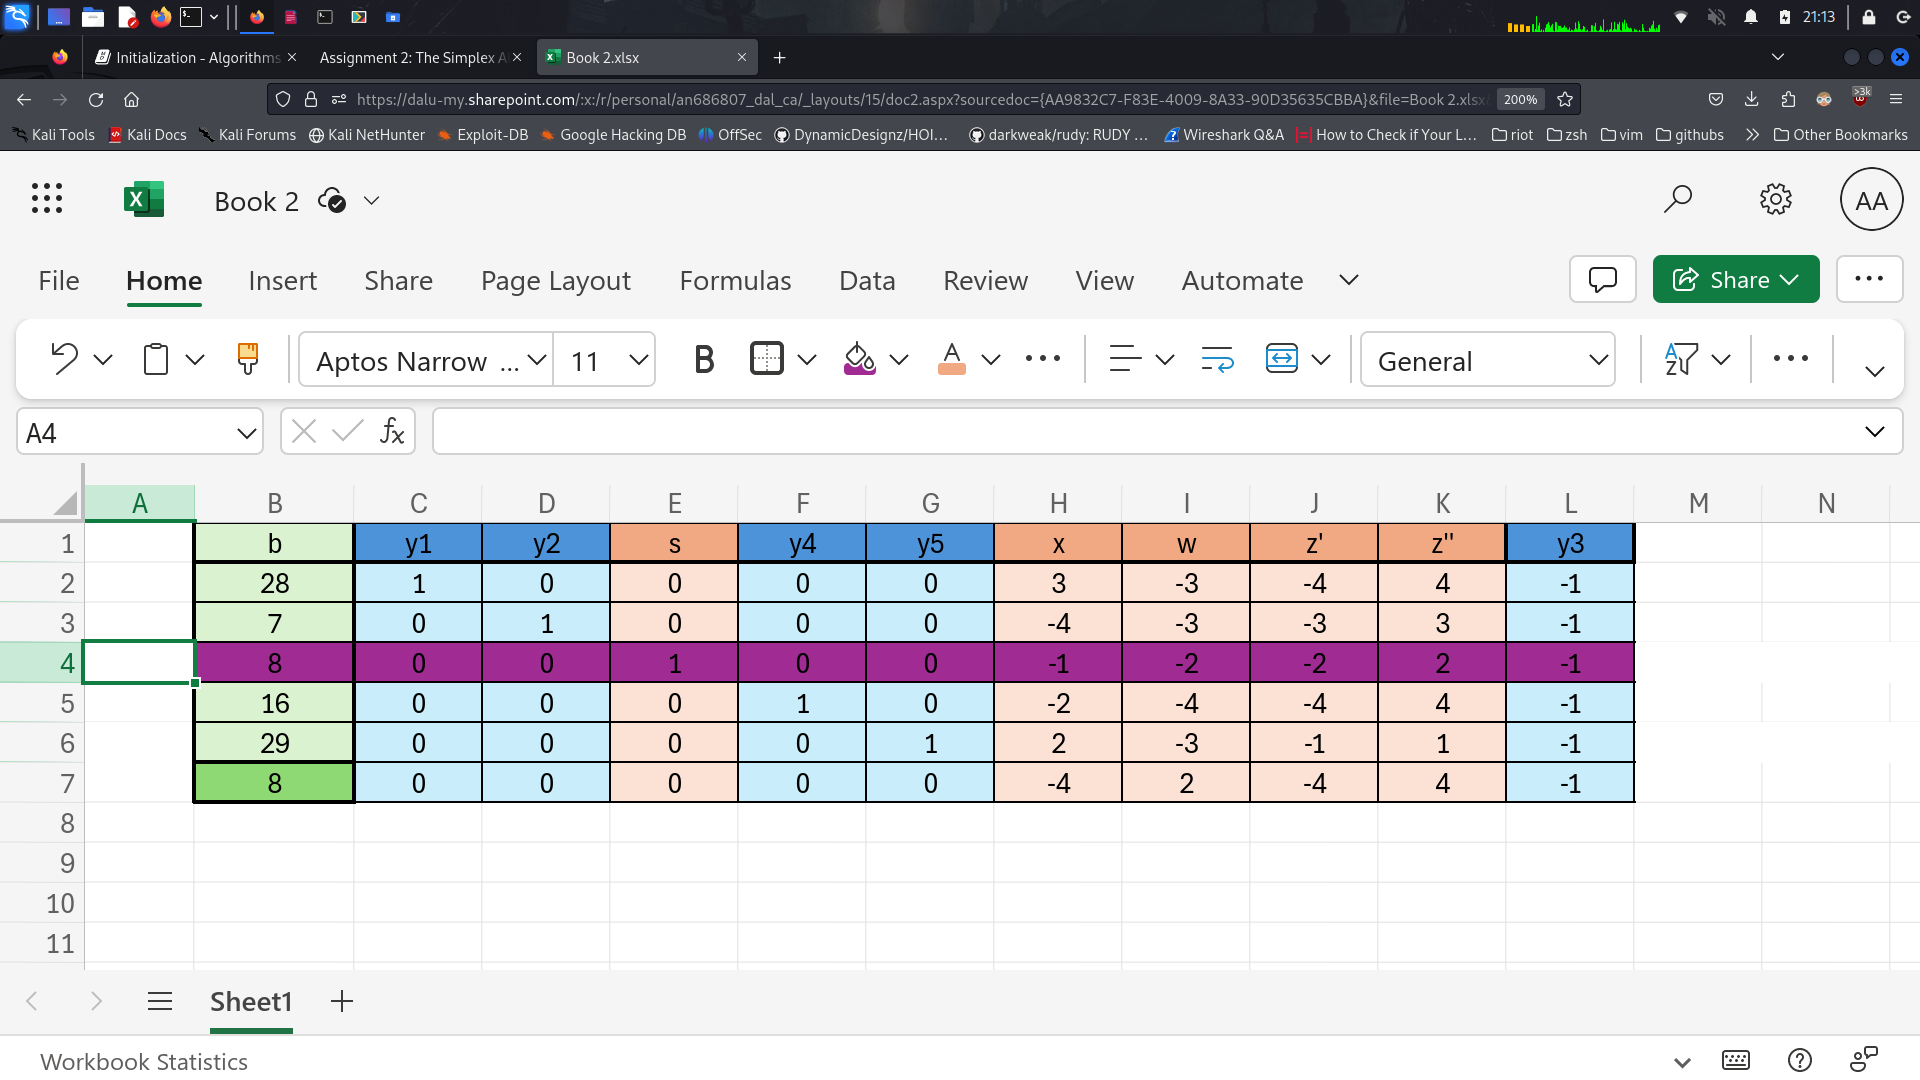 21:13
Initialization - Algorithms
Assignment 2: The Simplex A
Book 2.xlsx
https://dalu-my.sharepoint.com/:x:/r/personal/an686807_dal_ca/_layouts/15/doc2.aspx?sourcedoc={AA9832C7-F83E-4009-8A33-90D35635CBBA}&file=Book 2.xlsx
200%
>3k
Kali Tools Kali Docs Kali Forums Kali NetHunter Exploit-DB Google Hacking DB OffSec DynamicDesignz/HOI… darkweak/rudy: RUDY … Wireshark Q&A How to Check if Your L… riot zsh vim githubs Other Bookmarks
Book 2
AA
File Home Insert Share Page Layout Formulas Data Review View Automate
Share
Aptos Narrow ... 11 B A General
A4 fx
A B C D E F G H I J K L M N
1 b y1 y2 s y4 y5 x w z' z" y3
2 28 1 0 0 0 0 3 -3 -4 4 -1
3 7 0 1 0 0 0 -4 -3 -3 3 -1
4 8 0 0 1 0 0 -1 -2 -2 2 -1
5 16 0 0 0 1 0 -2 -4 -4 4 -1
6 29 0 0 0 0 1 2 -3 -1 1 -1
7 8 0 0 0 0 0 -4 2 -4 4 -1
8
9
10
11
Sheet1
Workbook Statistics